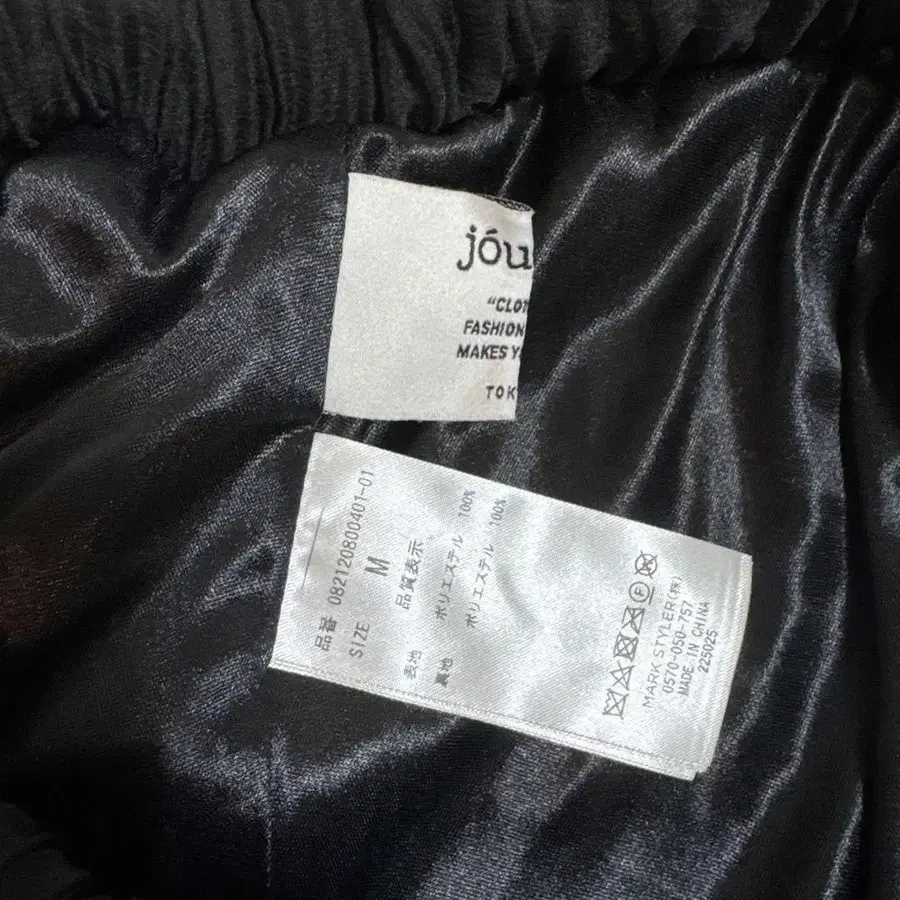 jóu
“CLOT
FASHION
MAKES Y
TOK
品番 082120800401-01
SIZE M
品質表示
表地 ポリエステル 100%
裏地 ポリエステル 100%
MARK STYLER(株)
0570-050-757
MADE IN CHINA
225025